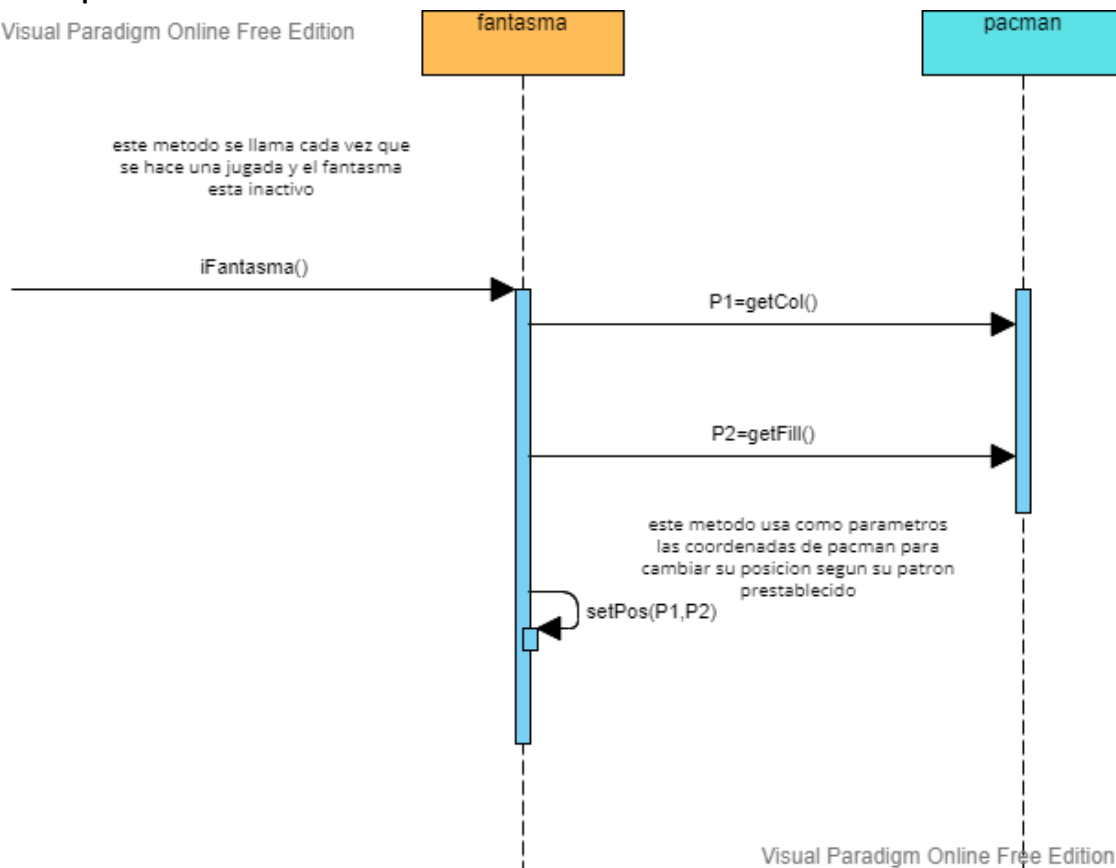 Visual Paradigm Online Free Edition
fantasma
pacman
este metodo se llama cada vez que
se hace una jugada y el fantasma
esta inactivo
iFantasma()
P1=getCol()
P2=getFill()
este metodo usa como parametros
las coordenadas de pacman para
cambiar su posicion segun su patron
prestablecido
setPos(P1,P2)
Visual Paradigm Online Free Edition